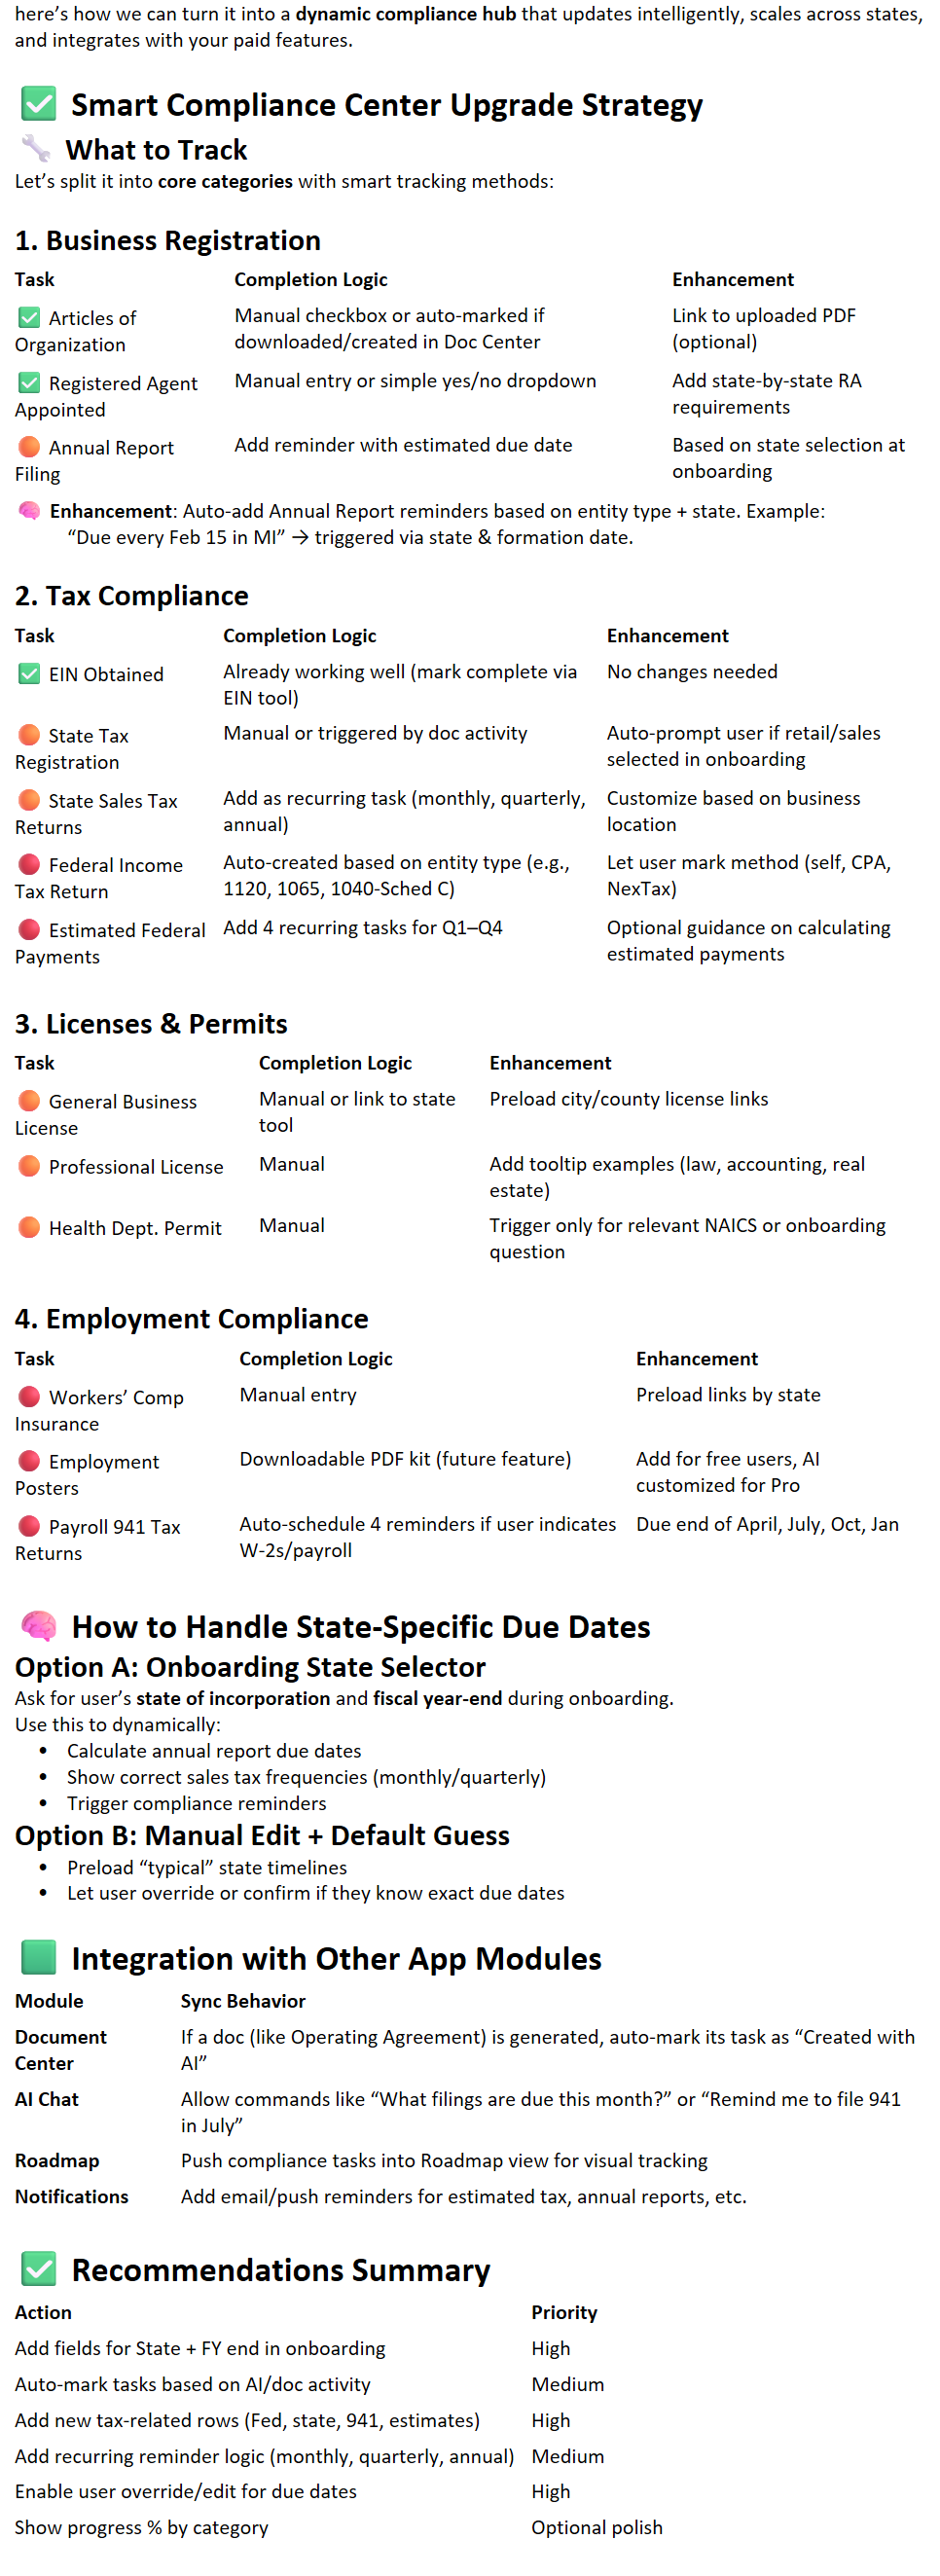 here’s how we can turn it into a dynamic compliance hub that updates intelligently, scales across states,
and integrates with your paid features.
✅ Smart Compliance Center Upgrade Strategy
🔧 What to Track
Let’s split it into core categories with smart tracking methods:
1. Business Registration
Task Completion Logic Enhancement
✅ Articles of Organization Manual checkbox or auto-marked if downloaded/created in Doc Center Link to uploaded PDF (optional)
✅ Registered Agent Appointed Manual entry or simple yes/no dropdown Add state-by-state RA requirements
🟠 Annual Report Filing Add reminder with estimated due date Based on state selection at onboarding
🧠 Enhancement: Auto-add Annual Report reminders based on entity type + state. Example:
“Due every Feb 15 in MI” → triggered via state & formation date.
2. Tax Compliance
Task Completion Logic Enhancement
✅ EIN Obtained Already working well (mark complete via EIN tool) No changes needed
🟠 State Tax Registration Manual or triggered by doc activity Auto-prompt user if retail/sales selected in onboarding
🟠 State Sales Tax Returns Add as recurring task (monthly, quarterly, annual) Customize based on business location
🔴 Federal Income Tax Return Auto-created based on entity type (e.g., 1120, 1065, 1040-Sched C) Let user mark method (self, CPA, NexTax)
🔴 Estimated Federal Payments Add 4 recurring tasks for Q1–Q4 Optional guidance on calculating estimated payments
3. Licenses & Permits
Task Completion Logic Enhancement
🟠 General Business License Manual or link to state tool Preload city/county license links
🟠 Professional License Manual Add tooltip examples (law, accounting, real estate)
🟠 Health Dept. Permit Manual Trigger only for relevant NAICS or onboarding question
4. Employment Compliance
Task Completion Logic Enhancement
🔴 Workers’ Comp Insurance Manual entry Preload links by state
🔴 Employment Posters Downloadable PDF kit (future feature) Add for free users, AI customized for Pro
🔴 Payroll 941 Tax Returns Auto-schedule 4 reminders if user indicates W-2s/payroll Due end of April, July, Oct, Jan
🧠 How to Handle State-Specific Due Dates
Option A: Onboarding State Selector
Ask for user’s state of incorporation and fiscal year-end during onboarding.
Use this to dynamically:
• Calculate annual report due dates
• Show correct sales tax frequencies (monthly/quarterly)
• Trigger compliance reminders
Option B: Manual Edit + Default Guess
• Preload “typical” state timelines
• Let user override or confirm if they know exact due dates
🟩 Integration with Other App Modules
Module Sync Behavior
Document Center If a doc (like Operating Agreement) is generated, auto-mark its task as “Created with AI”
AI Chat Allow commands like “What filings are due this month?” or “Remind me to file 941 in July”
Roadmap Push compliance tasks into Roadmap view for visual tracking
Notifications Add email/push reminders for estimated tax, annual reports, etc.
✅ Recommendations Summary
Action Priority
Add fields for State + FY end in onboarding High
Auto-mark tasks based on AI/doc activity Medium
Add new tax-related rows (Fed, state, 941, estimates) High
Add recurring reminder logic (monthly, quarterly, annual) Medium
Enable user override/edit for due dates High
Show progress % by category Optional polish